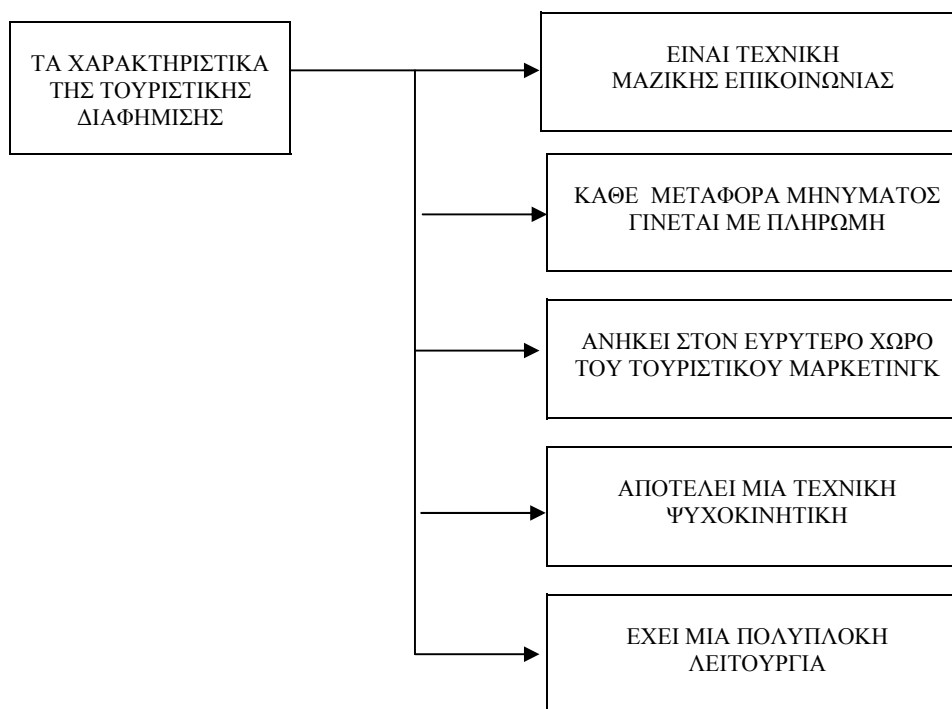 ΤΑ ΧΑΡΑΚΤΗΡΙΣΤΙΚΑ
ΤΗΣ ΤΟΥΡΙΣΤΙΚΗΣ
ΔΙΑΦΗΜΙΣΗΣ
ΕΙΝΑΙ ΤΕΧΝΙΚΗ
ΜΑΖΙΚΗΣ ΕΠΙΚΟΙΝΩΝΙΑΣ
ΚΑΘΕ ΜΕΤΑΦΟΡΑ ΜΗΝΥΜΑΤΟΣ
ΓΙΝΕΤΑΙ ΜΕ ΠΛΗΡΩΜΗ
ΑΝΗΚΕΙ ΣΤΟΝ ΕΥΡΥΤΕΡΟ ΧΩΡΟ
ΤΟΥ ΤΟΥΡΙΣΤΙΚΟΥ ΜΑΡΚΕΤΙΝΓΚ
ΑΠΟΤΕΛΕΙ ΜΙΑ ΤΕΧΝΙΚΗ
ΨΥΧΟΚΙΝΗΤΙΚΗ
ΕΧΕΙ ΜΙΑ ΠΟΛΥΠΛΟΚΗ
ΛΕΙΤΟΥΡΓΙΑ